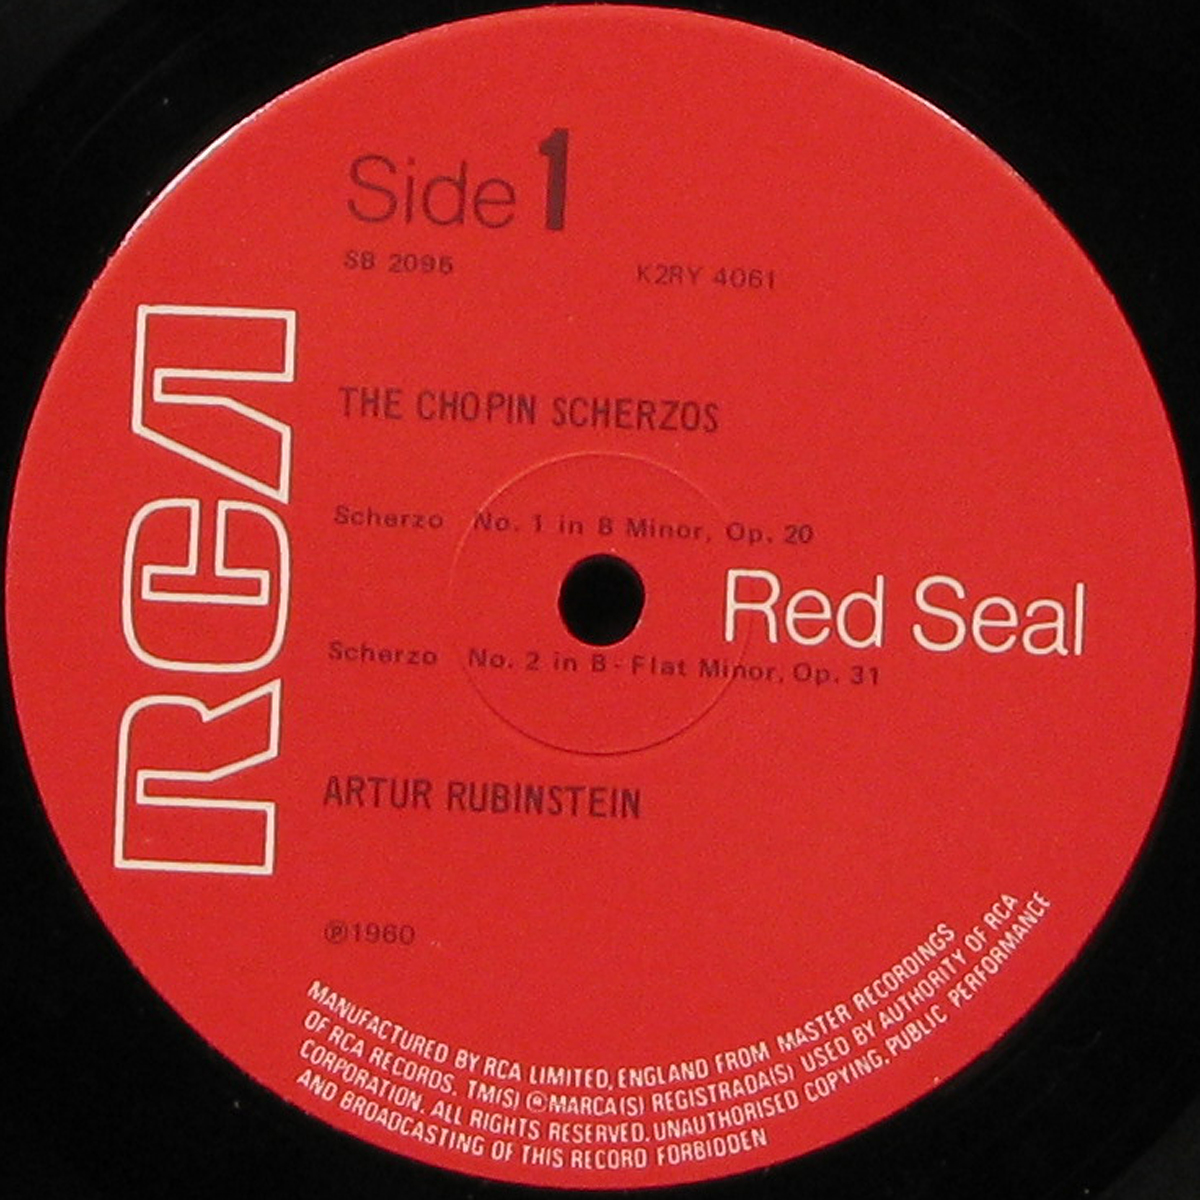 Side 1
SB 2095 K2RY 4061
RCA
THE CHOPIN SCHERZOS
Scherzo No. 1 in B Minor, Op. 20
Red Seal
Scherzo No. 2 in B - Flat Minor, Op. 31
ARTUR RUBINSTEIN
℗1960
MANUFACTURED BY RCA LIMITED, ENGLAND FROM MASTER RECORDINGS
OF RCA RECORDS. TM(S) ®MARCA(S) REGISTRADA(S) USED BY AUTHORITY OF RCA
CORPORATION. ALL RIGHTS RESERVED. UNAUTHORISED COPYING, PUBLIC PERFORMANCE
AND BROADCASTING OF THIS RECORD FORBIDDEN